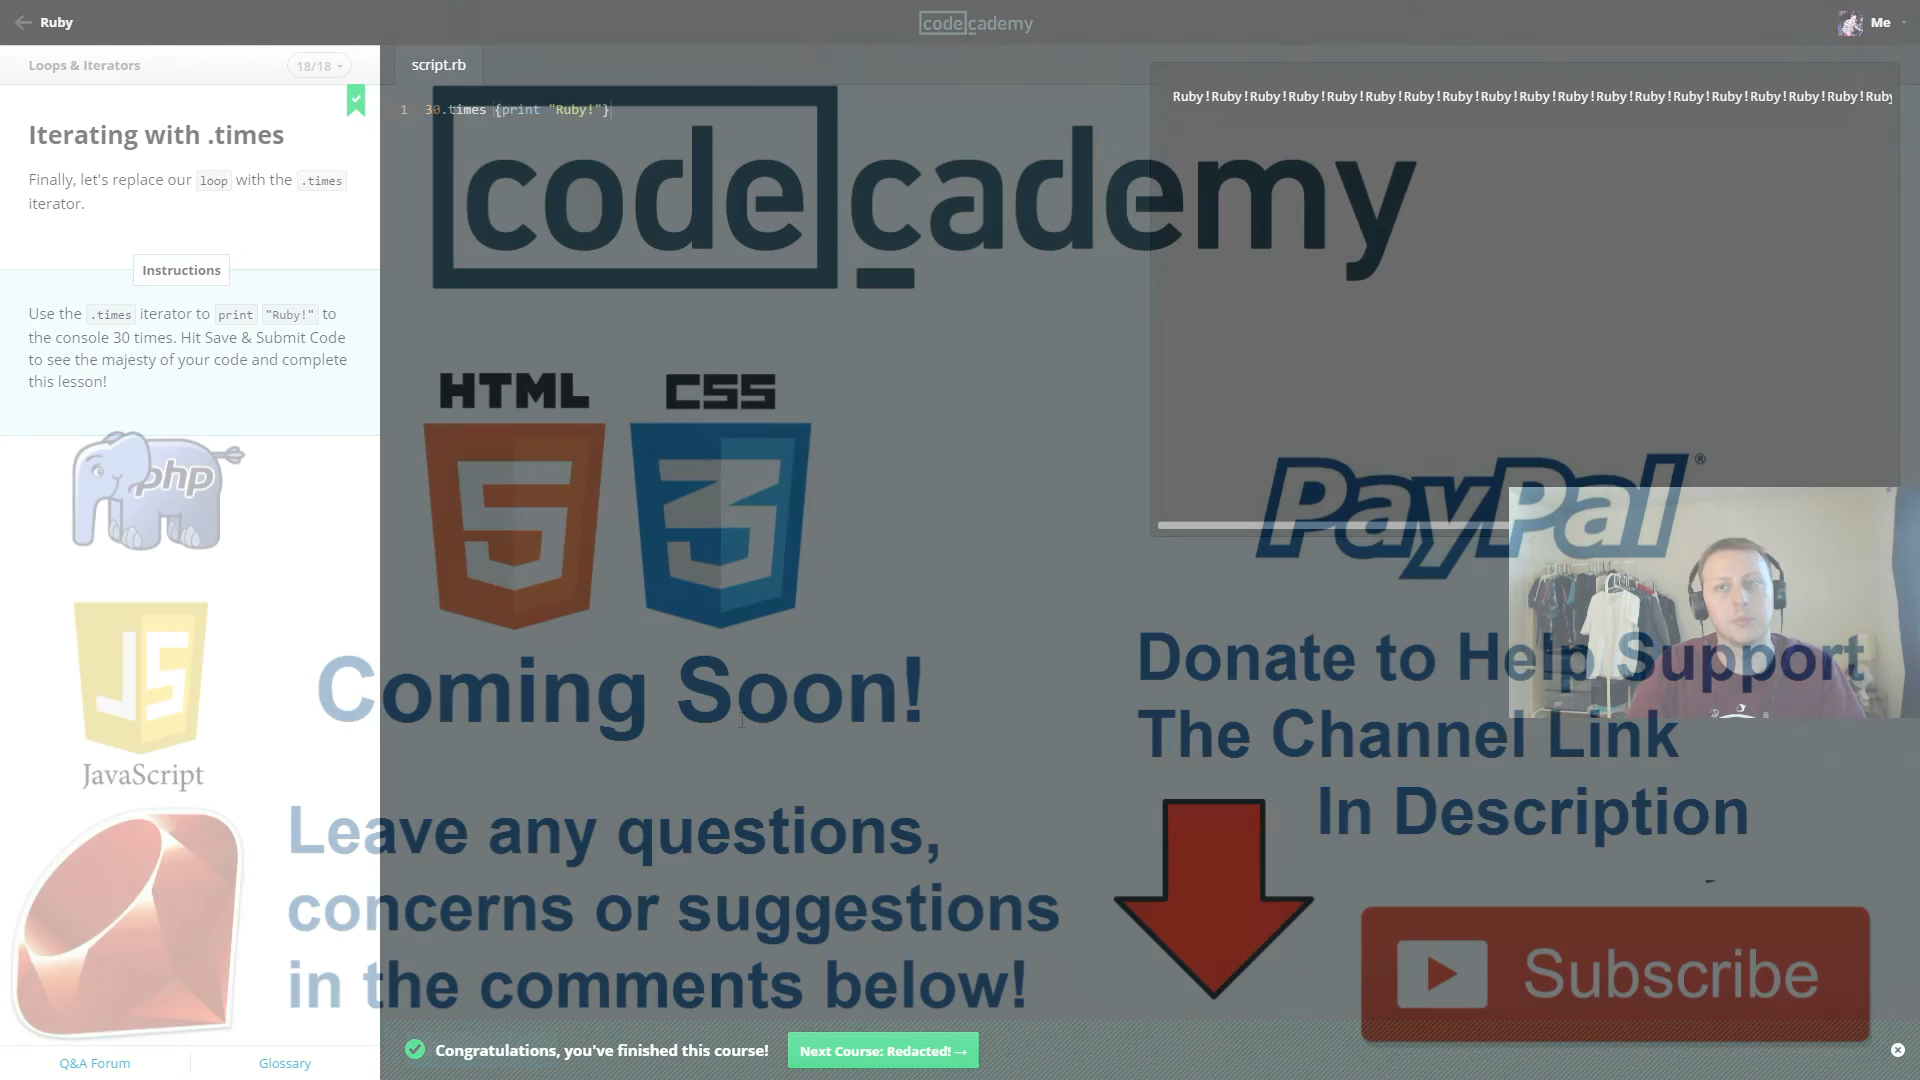 Ruby
codecademy
Me
Loops & Iterators
18/18
script.rb
1 30.times {print "Ruby!"}
Ruby!Ruby!Ruby!Ruby!Ruby!Ruby!Ruby!Ruby!Ruby!Ruby!Ruby!Ruby!Ruby!Ruby!Ruby!Ruby!Ruby!Ruby!Ruby
Iterating with .times
Finally, let's replace our loop with the .times
iterator.
Instructions
Use the .times iterator to print "Ruby!" to
the console 30 times. Hit Save & Submit Code
to see the majesty of your code and complete
this lesson!
codecademy
HTML
CSS
5
3
php
JS
JavaScript
PayPal®
Coming Soon!
Donate to Help Support
The Channel Link
In Description
Leave any questions,
concerns or suggestions
in the comments below!
Subscribe
Congratulations, you've finished this course!
Next Course: Redacted! →
Q&A Forum
Glossary